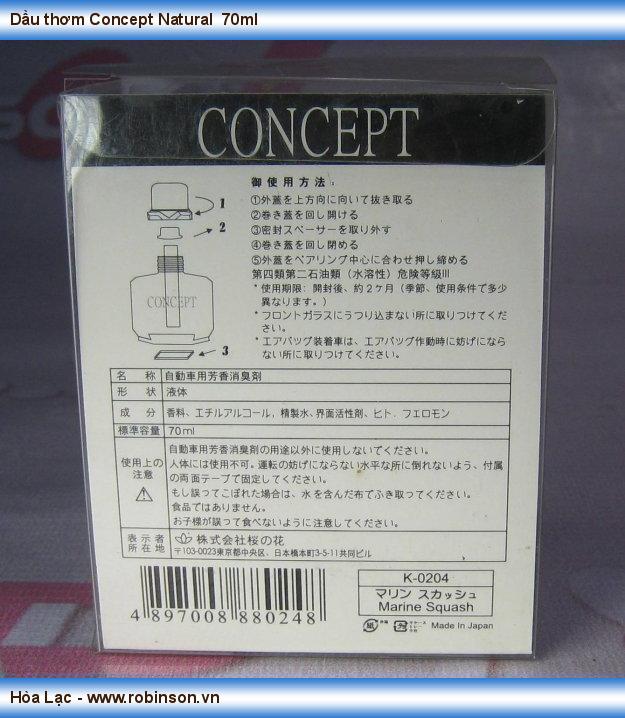 Dầu thơm Concept Natural 70ml
CONCEPT
御使用方法:
①外蓋を上方向に向いて抜き取る
②巻き蓋を回し開ける
③密封スペーサーを取り外す
④巻き蓋を回し閉める
⑤外蓋をベアリング中心に合わせ押し締める
第四類第二石油類(水溶性)危険等級III
*使用期限:開封後、約2ヶ月(季節、使用条件で多少
異なります。)
*フロントガラスにうつり込まない所に取りつけてくだ
さい。
*エアバッグ装着車は、エアバッグ作動時に妨げになら
ない所に取りつけてください。
1
2
CONCEPT
3
名 称 自動車用芳香消臭剤
形 状 液体
成 分 香料、エチルアルコール, 精製水、界面活性剤、ヒト. フェロモン
標準容量 70ml
使用上の
注意
自動車用芳香消臭剤の用途以外に使用しないでください。
人体には使用不可。運転の妨げにならない水平な所に倒れないよう、付属
の両面テープで固定してください。
もし誤ってこぼれた場合は、水を含んだ布でふき取ってください。
食品ではありません。
お子様が誤って食べないように注意してください。
表示者
所在地
株式会社桜の花
〒103-0023東京都中央区、日本橋本町3-5-11共同ビル
4 897008 880248
K-0204
マリン スカッシュ
Marine Squash
紙
Made In Japan
Hòa Lạc - www.robinson.vn